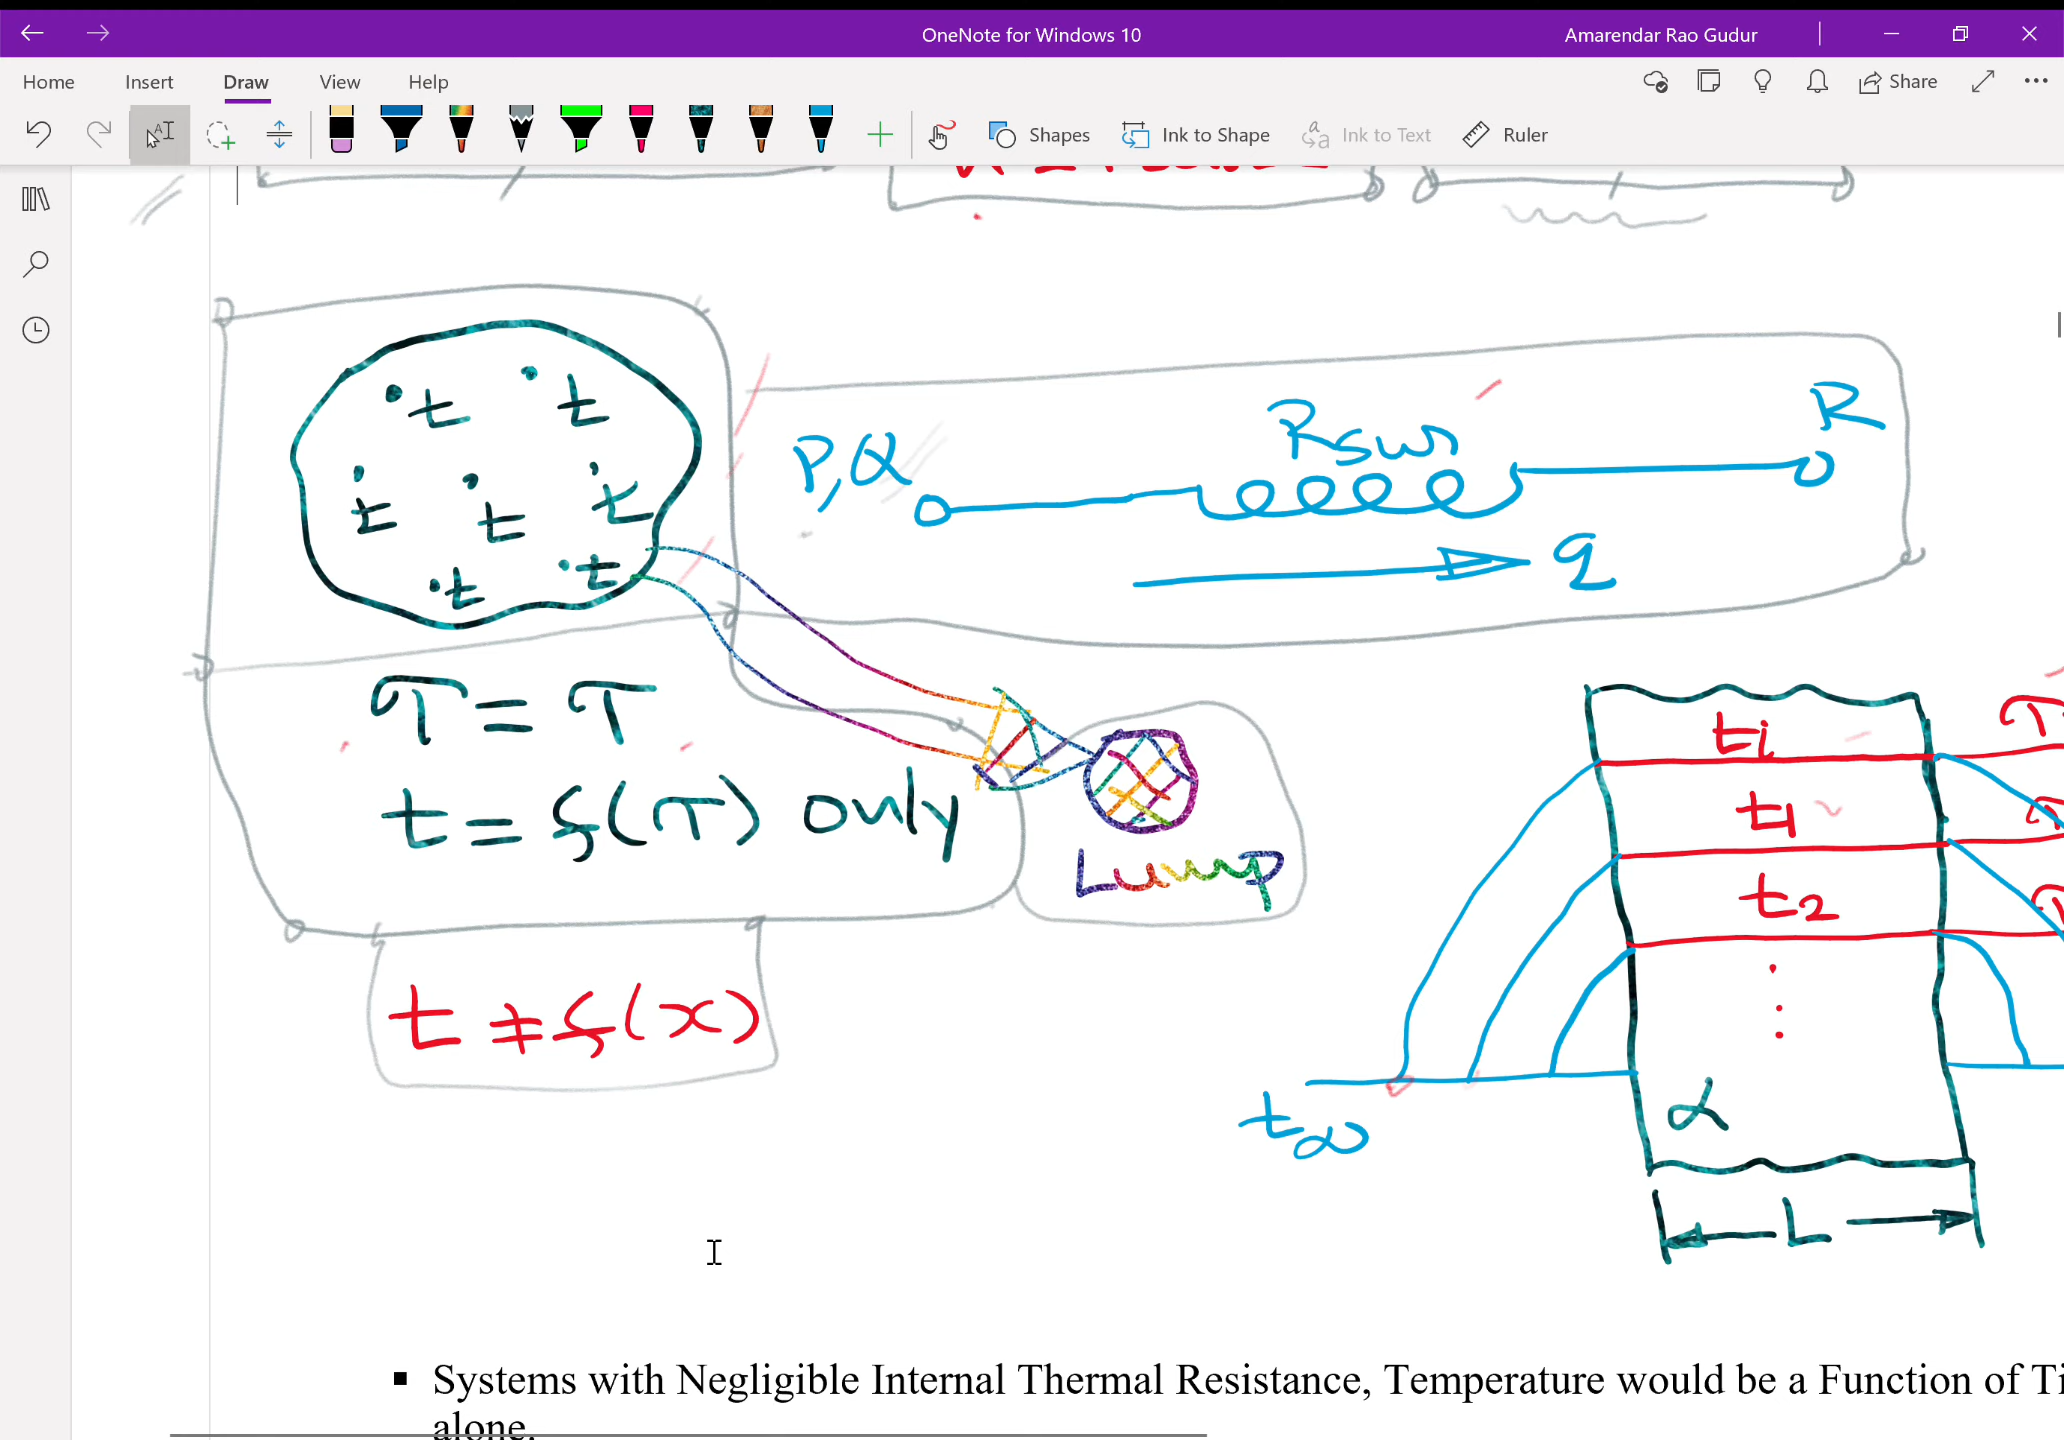 OneNote for Windows 10
Amarendar Rao Gudur
Home Insert Draw View Help
Share
Shapes Ink to Shape Ink to Text Ruler
t t
t t t
t t
P, Q
Rsur
R
q
τ = τ
t = f(τ) only
Lump
t ≠ f(x)
ti
t1
t2
t∞
α
L
▪ Systems with Negligible Internal Thermal Resistance, Temperature would be a Function of Ti
alone.